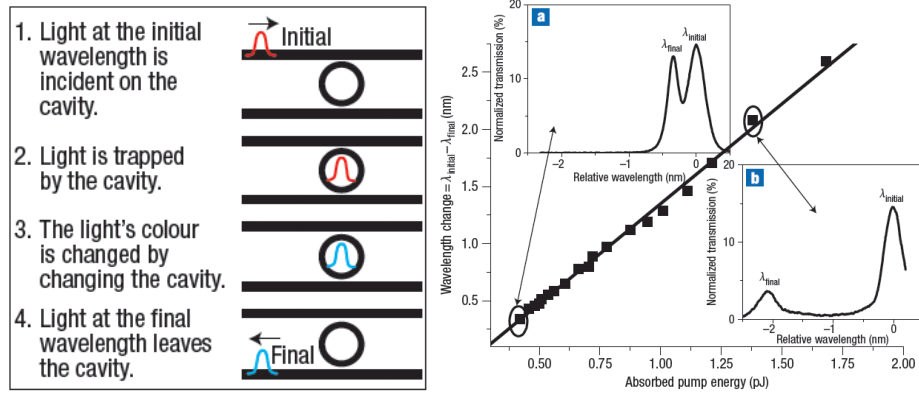 1. Light at the initial
wavelength is
incident on the
cavity.
Initial
2. Light is trapped
by the cavity.
3. The light's colour
is changed by
changing the cavity.
4. Light at the final
wavelength leaves
the cavity.
Final
Wavelength change = λinitial – λfinal (nm)
2.5
2.0
1.5
1.0
0.5
0.50
0.75
1.00
1.25
1.50
1.75
2.00
Absorbed pump energy (pJ)
a
Normalized transmission (%)
20
10
0
λfinal
λinitial
–2
–1
0
Relative wavelength (nm)
b
Normalized transmission (%)
20
10
0
λfinal
λinitial
–2
–1
0
Relative wavelength (nm)